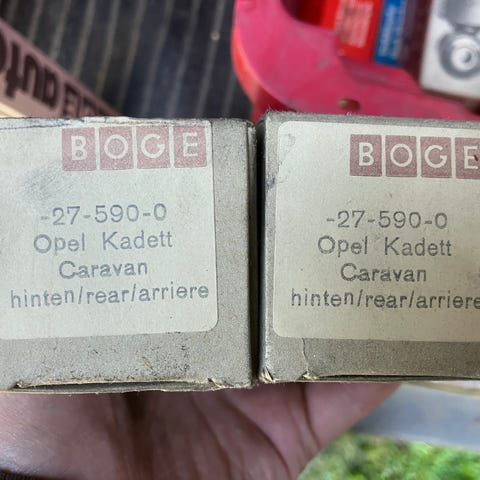 BOGE
-27-590-0
Opel Kadett
Caravan
hinten/rear/arriere
BOGE
-27-590-0
Opel Kadett
Caravan
hinten/rear/arriere